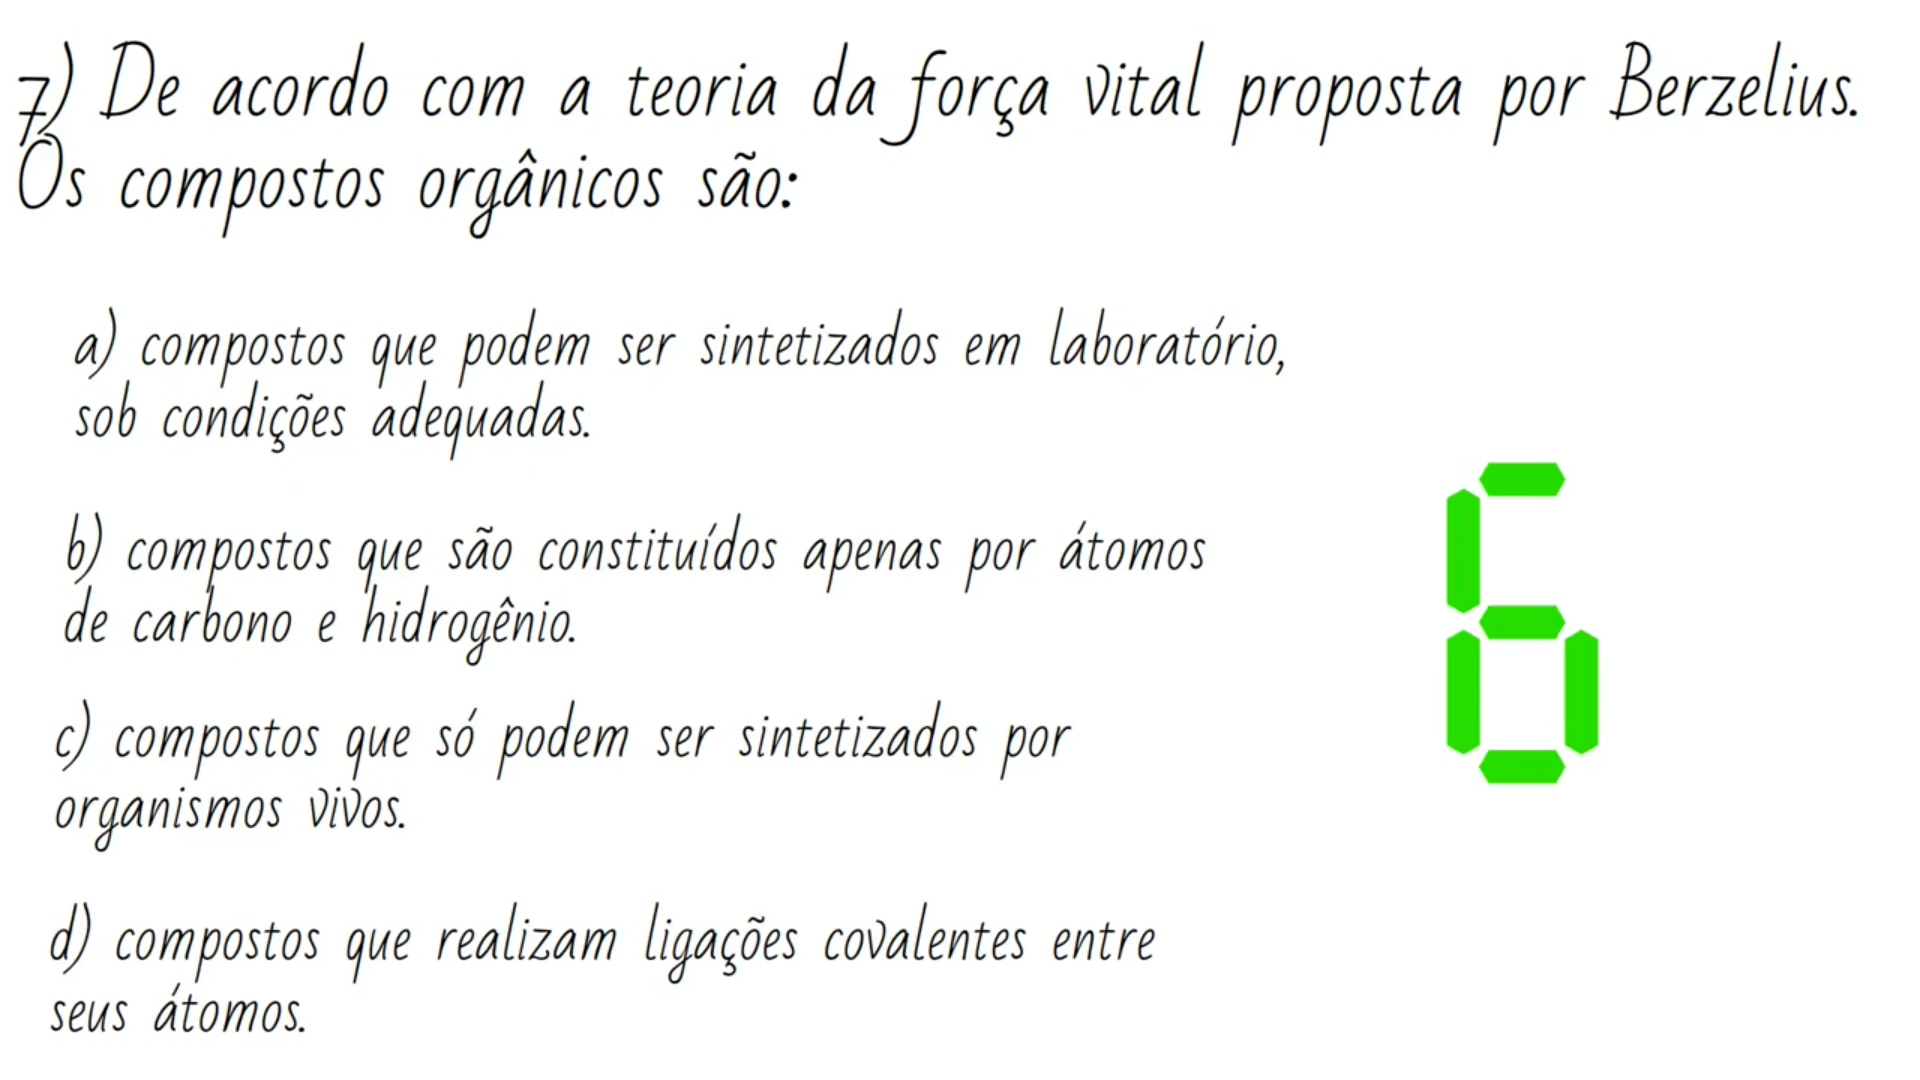 7) De acordo com a teoria da força vital proposta por Berzelius.
Os compostos orgânicos são:
a) compostos que podem ser sintetizados em laboratório,
sob condições adequadas.
b) compostos que são constituídos apenas por átomos
de carbono e hidrogênio.
c) compostos que só podem ser sintetizados por
organismos vivos.
d) compostos que realizam ligações covalentes entre
seus átomos.
6